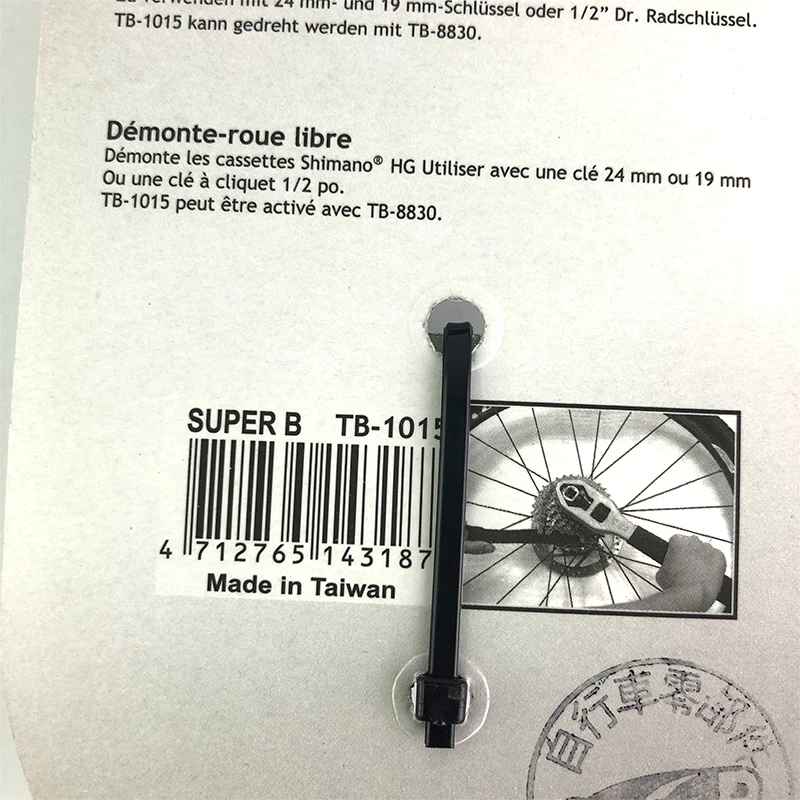 Zu verwenden mit 24 mm- und 19 mm-Schlüssel oder 1/2” Dr. Radschlüssel.
TB-1015 kann gedreht werden mit TB-8830.
Démonte-roue libre
Démonte les cassettes Shimano® HG Utiliser avec une clé 24 mm ou 19 mm
Ou une clé à cliquet 1/2 po.
TB-1015 peut être activé avec TB-8830.
SUPER B TB-1015
4 712765 143187
Made in Taiwan
自行車零部件